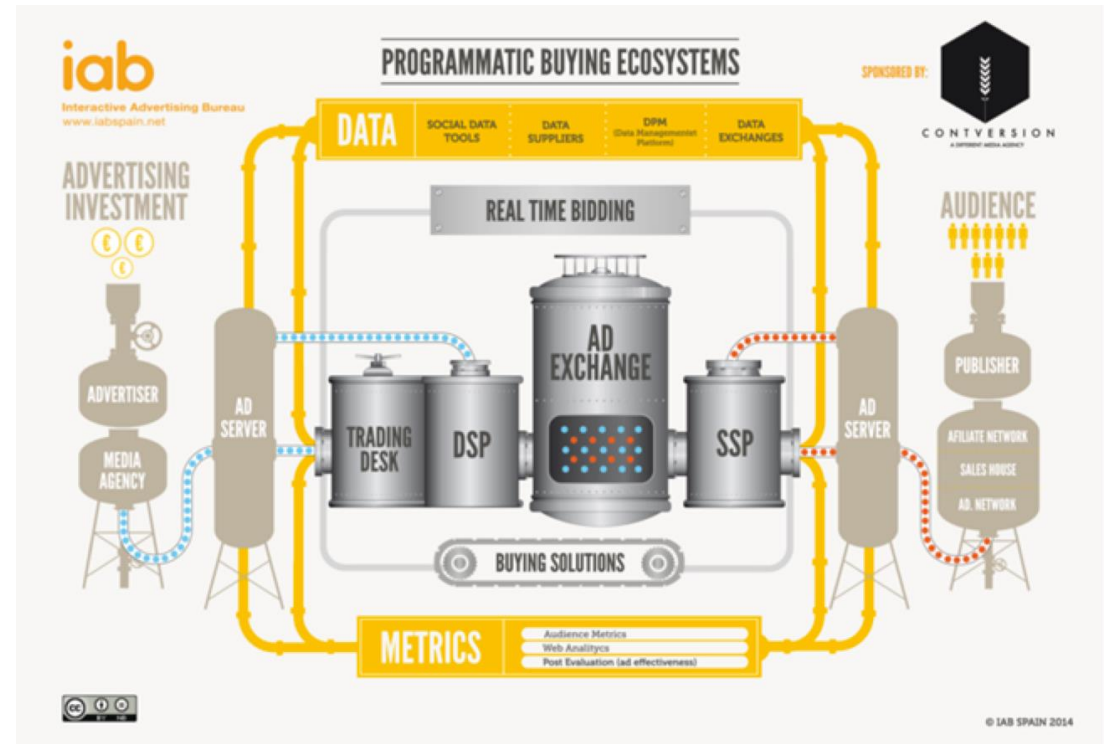 iab
Interactive Advertising Bureau
www.iabspain.net
PROGRAMMATIC BUYING ECOSYSTEMS
SPONSORED BY:
CONTVERSION
A DIFFERENT MEDIA AGENCY
DATA
SOCIAL DATA
TOOLS
DATA
SUPPLIERS
DPM
(Data Managementet
Platform)
DATA
EXCHANGES
ADVERTISING
INVESTMENT
REAL TIME BIDDING
AUDIENCE
ADVERTISER
MEDIA
AGENCY
AD
SERVER
TRADING
DESK
DSP
AD
EXCHANGE
SSP
AD
SERVER
PUBLISHER
AFILIATE NETWORK
SALES HOUSE
AD. NETWORK
BUYING SOLUTIONS
METRICS
Audience Metrics
Web Analitycs
Post Evaluation (ad effectiveness)
cc
© IAB SPAIN 2014